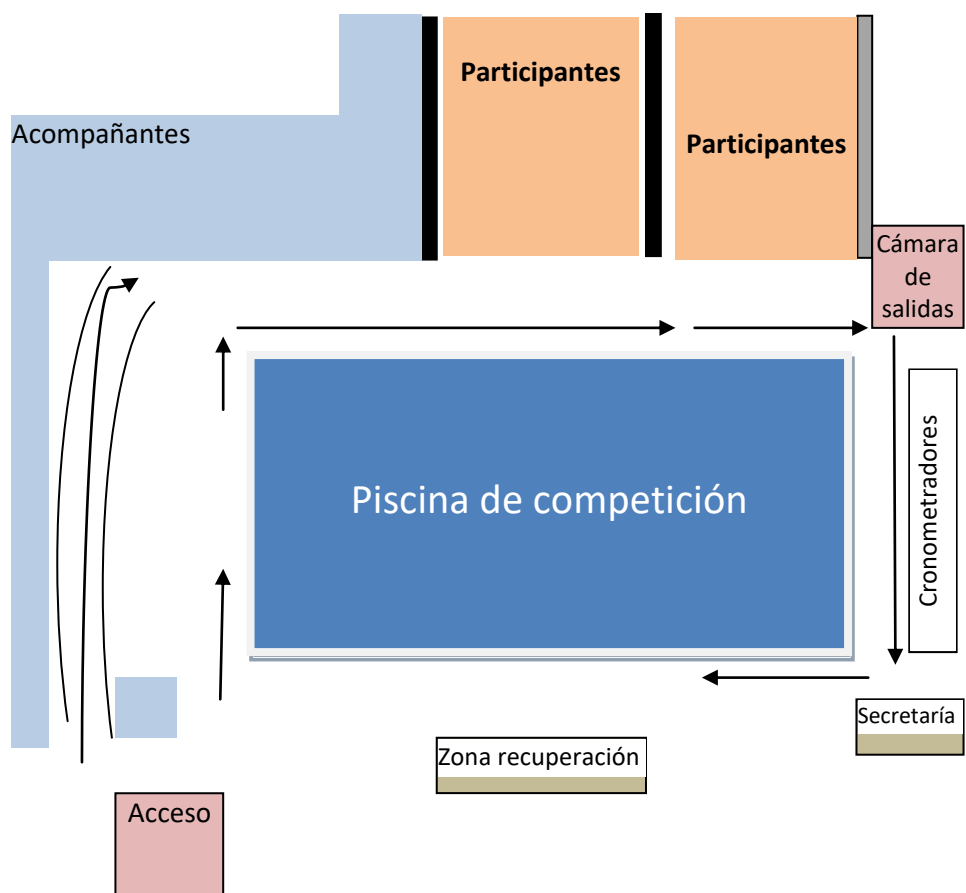 Participantes
Acompañantes
Participantes
Cámara
de
salidas
Piscina de competición
Cronometradores
Secretaría
Zona recuperación
Acceso